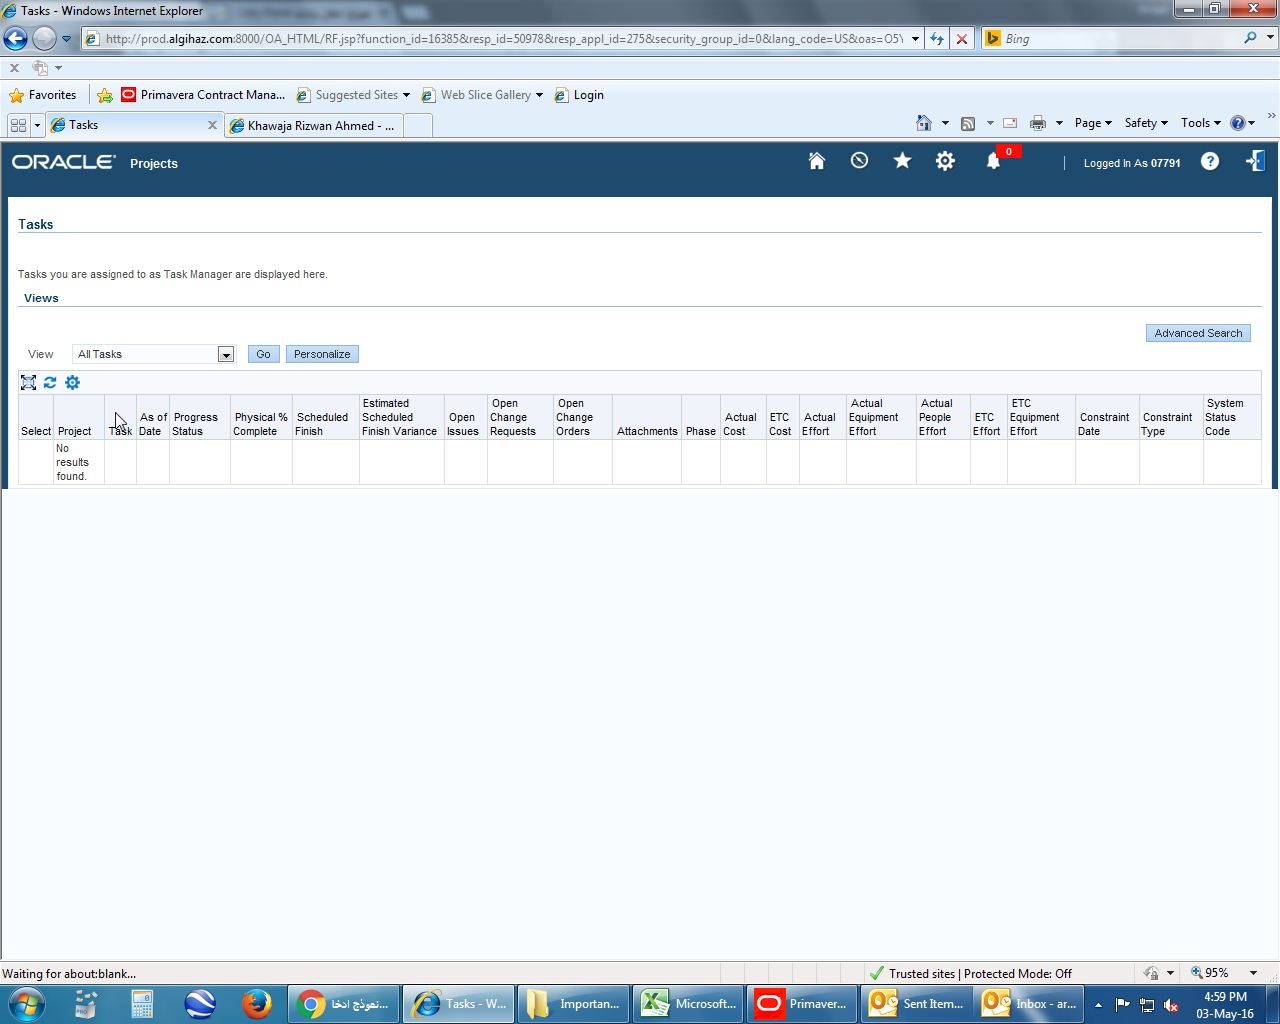 Tasks - Windows Internet Explorer
http://prod.algihaz.com:8000/OA_HTML/RF.jsp?function_id=16385&resp_id=50978&resp_appl_id=275&security_group_id=0&lang_code=US&oas=O5Y
Bing
Favorites Primavera Contract Mana... Suggested Sites Web Slice Gallery Login
Tasks Khawaja Rizwan Ahmed - ... Page Safety Tools
ORACLE Projects 0 Logged In As 07791
Tasks
Tasks you are assigned to as Task Manager are displayed here.
Views
Advanced Search
View All Tasks Go Personalize
Select Project Task As of Date Progress Status Physical % Complete Scheduled Finish Estimated Scheduled Finish Variance Open Issues Open Change Requests Open Change Orders Attachments Phase Actual Cost ETC Cost Actual Effort Actual Equipment Effort Actual People Effort ETC Effort ETC Equipment Effort Constraint Date Constraint Type System Status Code
No results found.
Waiting for about:blank... Trusted sites | Protected Mode: Off 95%
نموذج ادخا... Tasks - W... Importan... Microsoft... Primaver... Sent Item... Inbox - ar... 4:59 PM
03-May-16